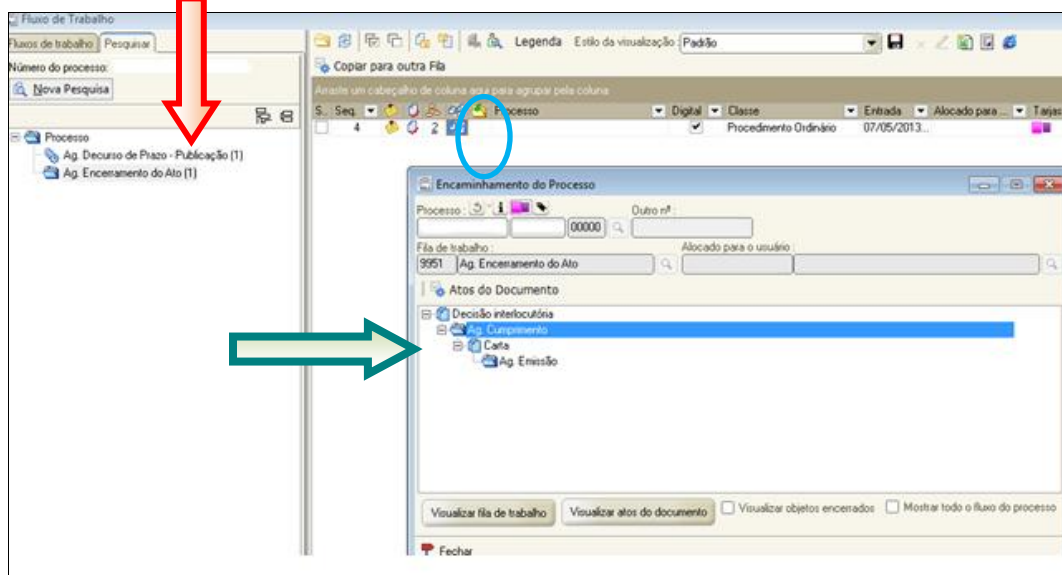 Fluxo de Trabalho
Fluxos de trabalho Pesquisar
Número do processo:
Nova Pesquisa
Processo
Ag. Decurso de Prazo - Publicação (1)
Ag. Encerramento do Ato (1)
Legenda Estilo da visualização: Padrão
Copiar para outra Fila
Arraste um cabeçalho de coluna aqui para agrupar pela coluna
S.. Seq. Processo Digital Classe Entrada Alocado para ... Tarjas
4 2 Procedimento Ordinário 07/05/2013...
Encaminhamento do Processo
Processo : Outro nº :
00000
Fila de trabalho : Alocado para o usuário :
9951 Ag. Encerramento do Ato
Atos do Documento
Decisão interlocutória
Ag. Cumprimento
Carta
Ag. Emissão
Visualizar fila de trabalho Visualizar atos do documento Visualizar objetos encerrados Mostrar todo o fluxo do processo
Fechar